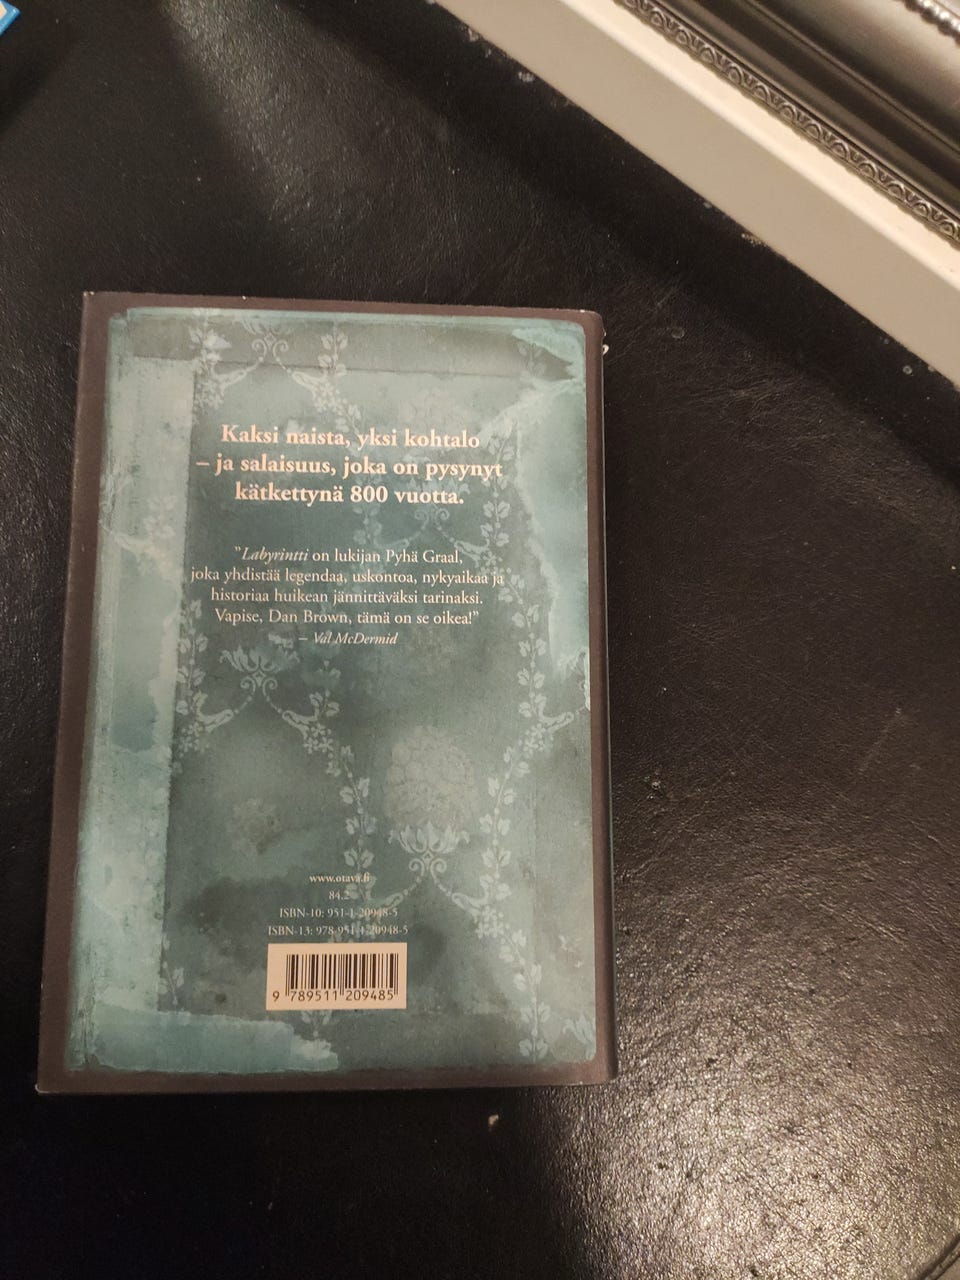 Kaksi naista, yksi kohtalo
– ja salaisuus, joka on pysynyt
kätkettynä 800 vuotta.
”Labyrintti on lukijan Pyhä Graal,
joka yhdistää legendaa, uskontoa, nykyaikaa ja
historiaa huikean jännittäväksi tarinaksi.
Vapise, Dan Brown, tämä on se oikea!”
– Val McDermid
www.otava.fi
84.2
ISBN-10: 951-1-20948-5
ISBN-13: 978-951-1-20948-5
9 789511 209485